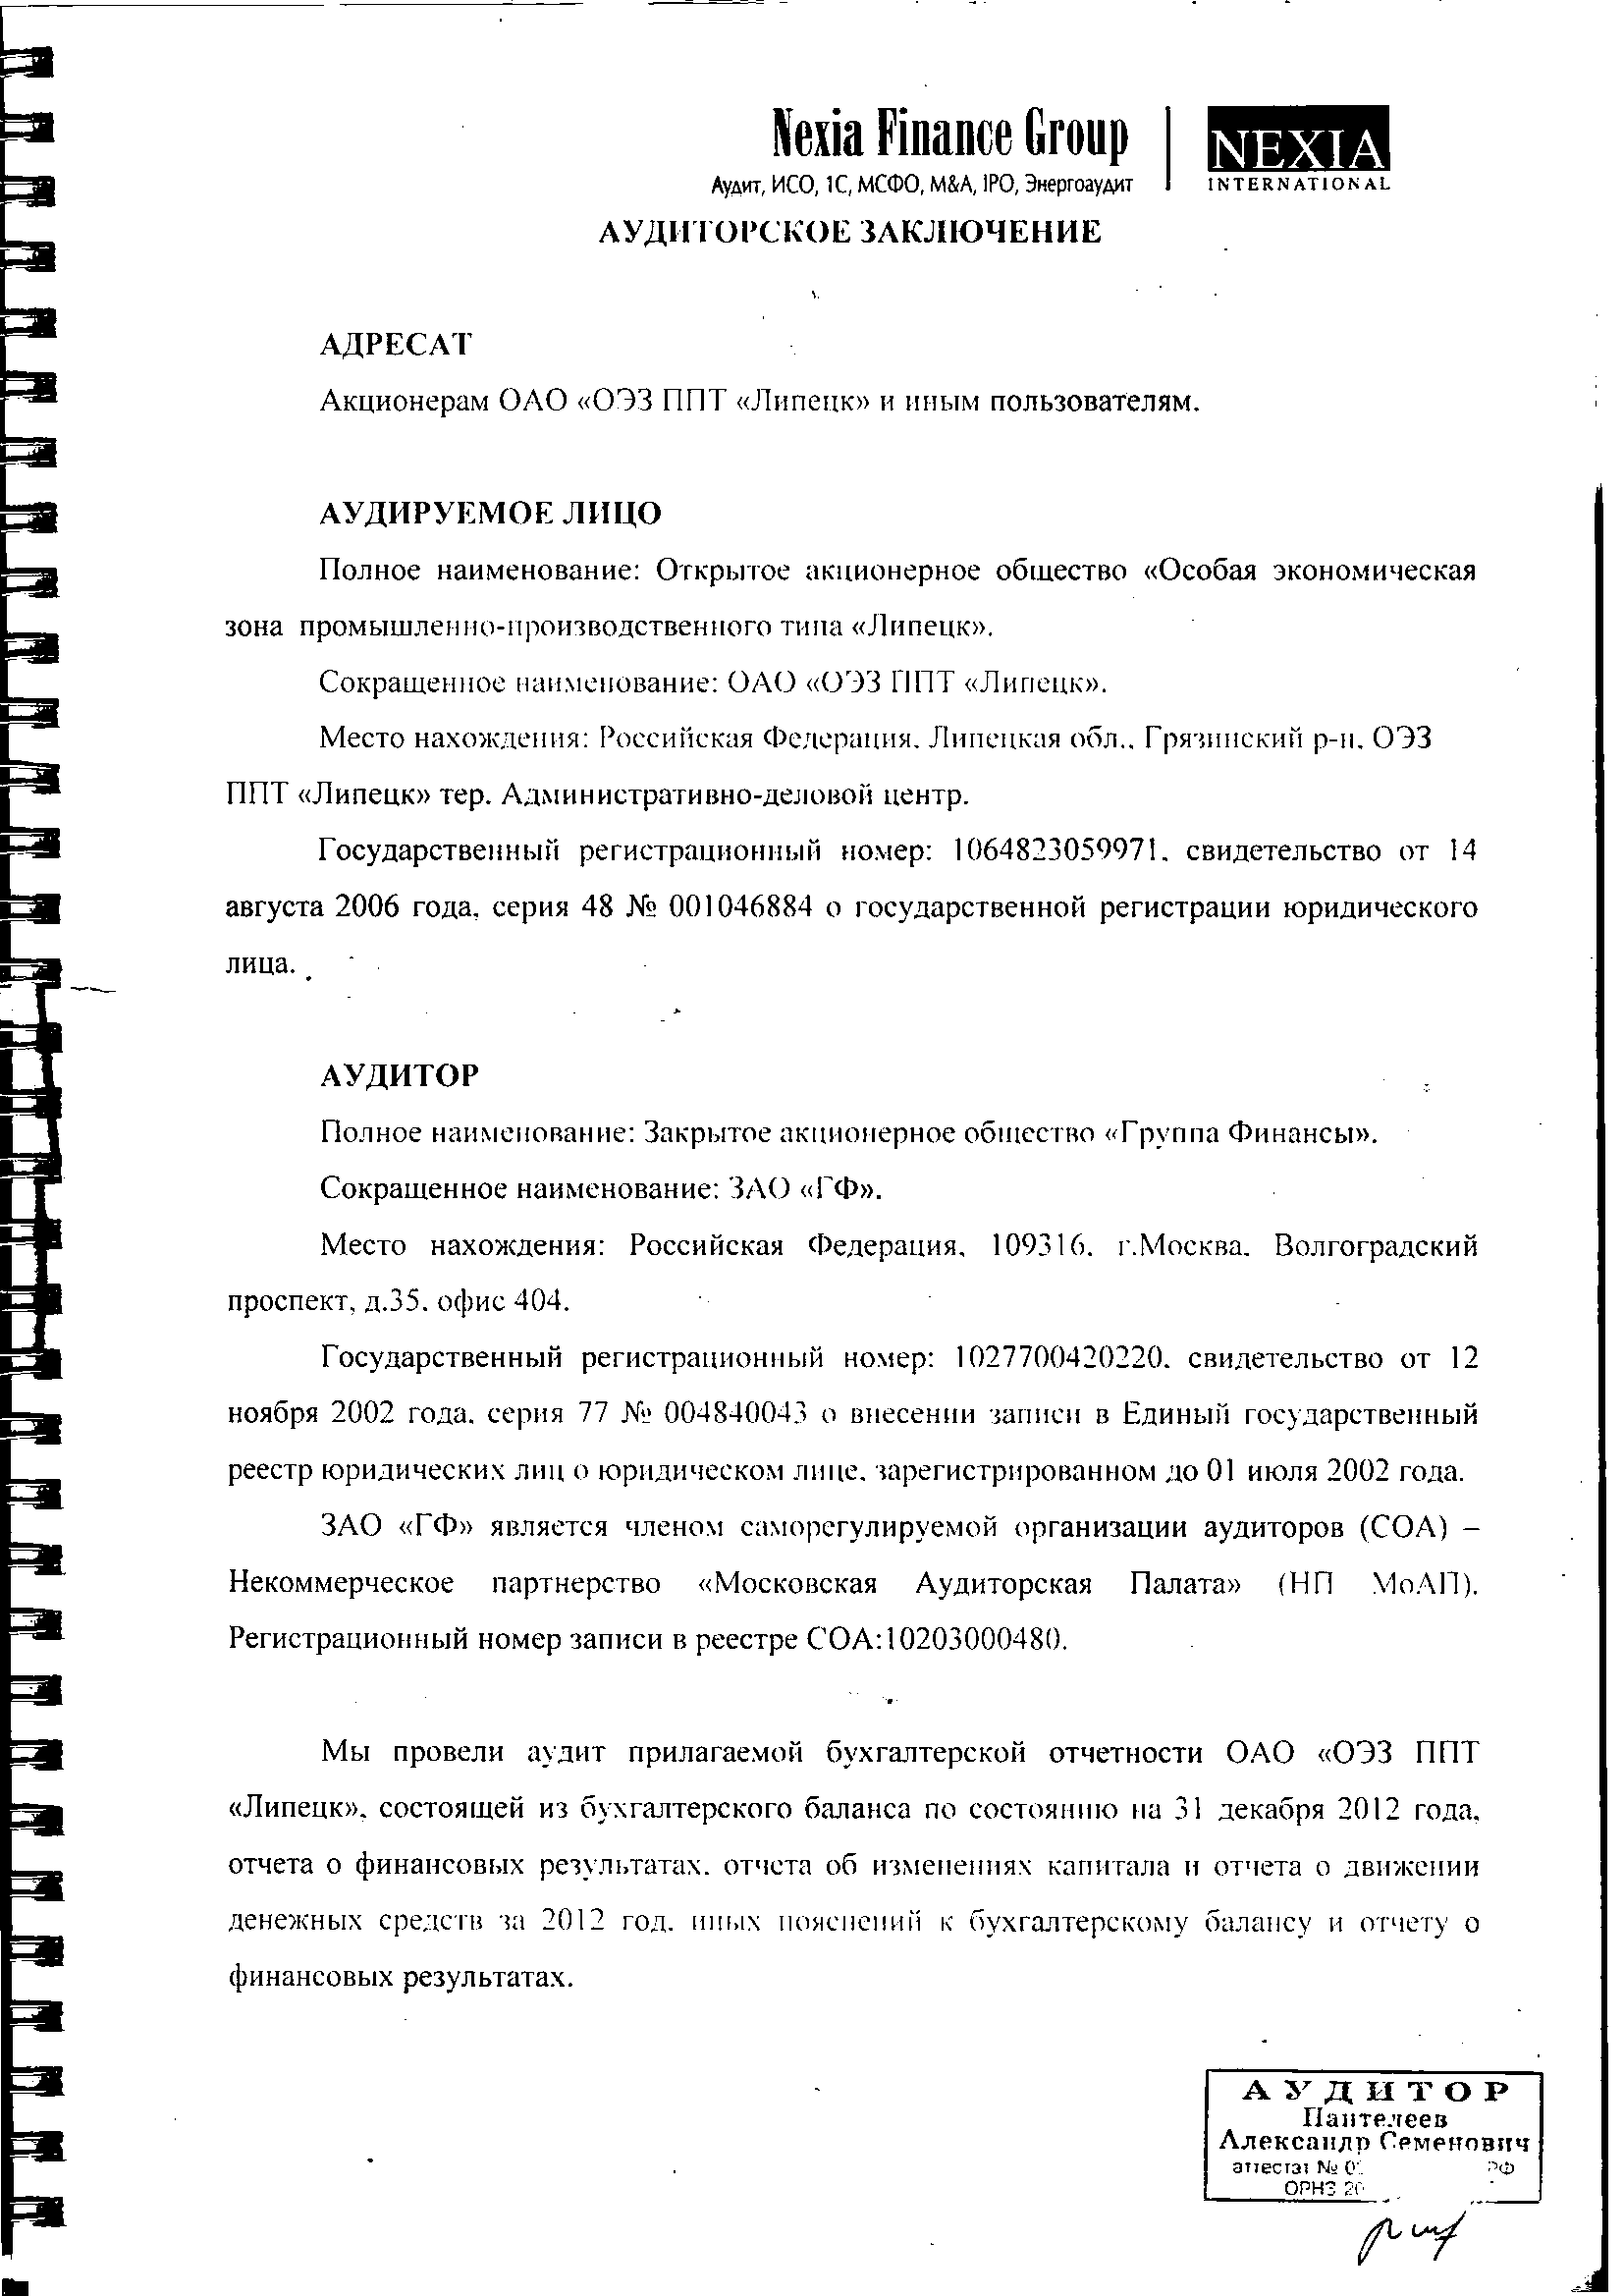 Nexia Finance Group
NEXIA
INTERNATIONAL
Аудит, ИСО, 1С, МСФО, M&A, IPO, Энергоаудит
АУДИТОРСКОЕ ЗАКЛЮЧЕНИЕ
АДРЕСАТ
Акционерам ОАО «ОЭЗ ППТ «Липецк» и иным пользователям.
АУДИРУЕМОЕ ЛИЦО
Полное наименование: Открытое акционерное общество «Особая экономическая
зона промышленно-производственного типа «Липецк».
Сокращенное наименование: ОАО «ОЭЗ ППТ «Липецк».
Место нахождения: Российская Федерация, Липецкая обл., Грязинский р-н, ОЭЗ
ППТ «Липецк» тер. Административно-деловой центр.
Государственный регистрационный номер: 1064823059971, свидетельство от 14
августа 2006 года, серия 48 № 001046884 о государственной регистрации юридического
лица.
АУДИТОР
Полное наименование: Закрытое акционерное общество «Группа Финансы».
Сокращенное наименование: ЗАО «ГФ».
Место нахождения: Российская Федерация, 109316, г.Москва, Волгоградский
проспект, д.35, офис 404.
Государственный регистрационный номер: 1027700420220, свидетельство от 12
ноября 2002 года, серия 77 № 004840043 о внесении записи в Единый государственный
реестр юридических лиц о юридическом лице, зарегистрированном до 01 июля 2002 года.
ЗАО «ГФ» является членом саморегулируемой организации аудиторов (СОА) –
Некоммерческое партнерство «Московская Аудиторская Палата» (НП МоАП).
Регистрационный номер записи в реестре СОА:10203000480.
Мы провели аудит прилагаемой бухгалтерской отчетности ОАО «ОЭЗ ППТ
«Липецк», состоящей из бухгалтерского баланса по состоянию на 31 декабря 2012 года,
отчета о финансовых результатах, отчета об изменениях капитала и отчета о движении
денежных средств за 2012 год, иных пояснений к бухгалтерскому балансу и отчету о
финансовых результатах.
АУДИТОР
Пантелеев
Александр Семенович
аттестат № РФ
ОРНЗ 20